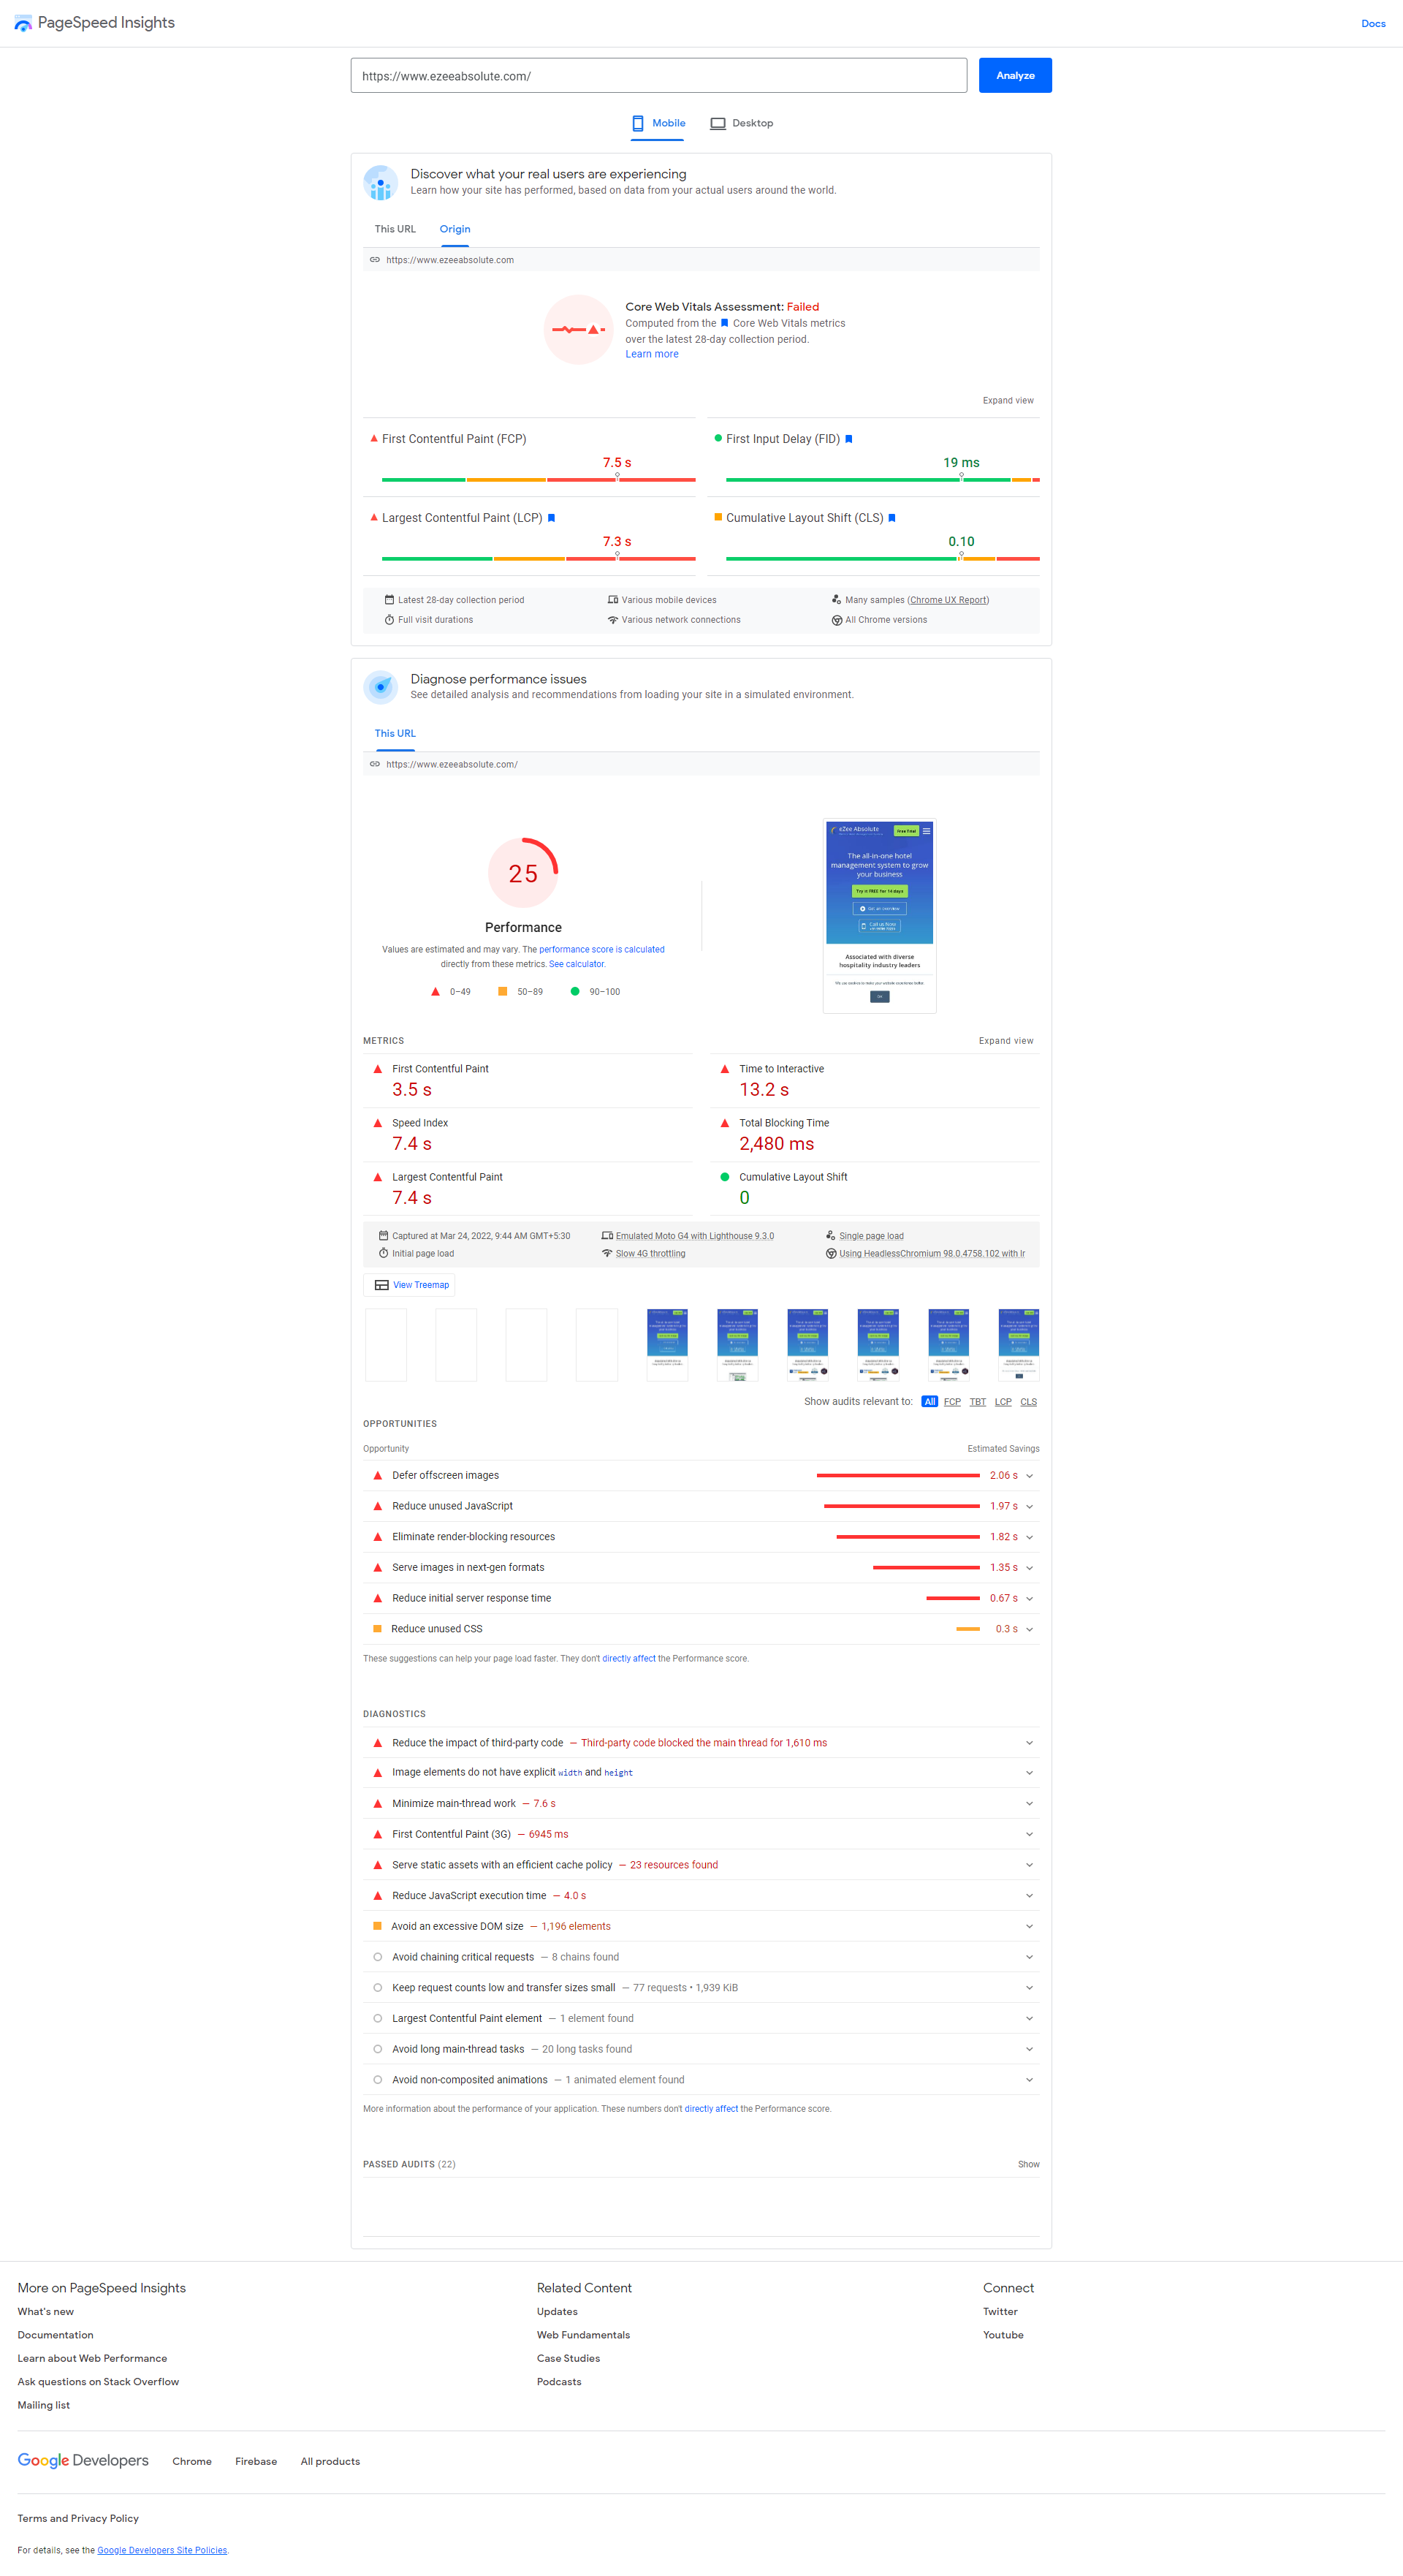 PageSpeed Insights
Docs
https://www.ezeeabsolute.com/
Analyze
Mobile
Desktop
Discover what your real users are experiencing
Learn how your site has performed, based on data from your actual users around the world.
This URL
Origin
https://www.ezeeabsolute.com
Core Web Vitals Assessment: Failed
Computed from the Core Web Vitals metrics
over the latest 28-day collection period.
Learn more
Expand view
First Contentful Paint (FCP)
7.5 s
First Input Delay (FID)
19 ms
Largest Contentful Paint (LCP)
7.3 s
Cumulative Layout Shift (CLS)
0.10
Latest 28-day collection period
Various mobile devices
Many samples (Chrome UX Report)
Full visit durations
Various network connections
All Chrome versions
Diagnose performance issues
See detailed analysis and recommendations from loading your site in a simulated environment.
This URL
https://www.ezeeabsolute.com/
25
Performance
Values are estimated and may vary. The performance score is calculated
directly from these metrics. See calculator.
0–49
50–89
90–100
eZee Absolute
Free Trial
The all-in-one hotel
management system to grow
your business
Try it FREE for 14 days
Get an overview
Call us Now
Associated with diverse
hospitality industry leaders
We use cookies to make your website experience better.
OK
METRICS
Expand view
First Contentful Paint
3.5 s
Time to Interactive
13.2 s
Speed Index
7.4 s
Total Blocking Time
2,480 ms
Largest Contentful Paint
7.4 s
Cumulative Layout Shift
0
Captured at Mar 24, 2022, 9:44 AM GMT+5:30
Emulated Moto G4 with Lighthouse 9.3.0
Single page load
Initial page load
Slow 4G throttling
Using HeadlessChromium 98.0.4758.102 with lr
View Treemap
Show audits relevant to: All FCP TBT LCP CLS
OPPORTUNITIES
Opportunity
Estimated Savings
Defer offscreen images
2.06 s
Reduce unused JavaScript
1.97 s
Eliminate render-blocking resources
1.82 s
Serve images in next-gen formats
1.35 s
Reduce initial server response time
0.67 s
Reduce unused CSS
0.3 s
These suggestions can help your page load faster. They don't directly affect the Performance score.
DIAGNOSTICS
Reduce the impact of third-party code — Third-party code blocked the main thread for 1,610 ms
Image elements do not have explicit width and height
Minimize main-thread work — 7.6 s
First Contentful Paint (3G) — 6945 ms
Serve static assets with an efficient cache policy — 23 resources found
Reduce JavaScript execution time — 4.0 s
Avoid an excessive DOM size — 1,196 elements
Avoid chaining critical requests — 8 chains found
Keep request counts low and transfer sizes small — 77 requests • 1,939 KiB
Largest Contentful Paint element — 1 element found
Avoid long main-thread tasks — 20 long tasks found
Avoid non-composited animations — 1 animated element found
More information about the performance of your application. These numbers don't directly affect the Performance score.
PASSED AUDITS (22)
Show
More on PageSpeed Insights
What's new
Documentation
Learn about Web Performance
Ask questions on Stack Overflow
Mailing list
Related Content
Updates
Web Fundamentals
Case Studies
Podcasts
Connect
Twitter
Youtube
Google Developers
Chrome
Firebase
All products
Terms and Privacy Policy
For details, see the Google Developers Site Policies.